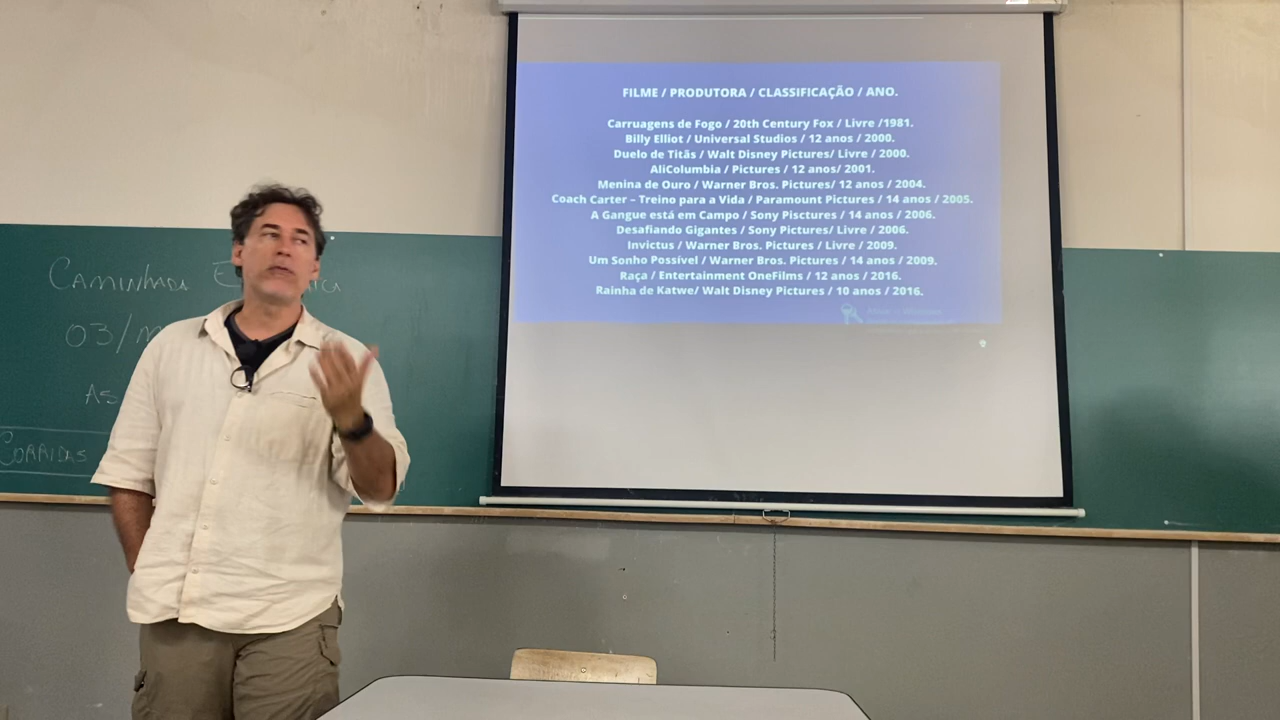 FILME / PRODUTORA / CLASSIFICAÇÃO / ANO.
Carruagens de Fogo / 20th Century Fox / Livre /1981.
Billy Elliot / Universal Studios / 12 anos / 2000.
Duelo de Titãs / Walt Disney Pictures/ Livre / 2000.
AliColumbia / Pictures / 12 anos/ 2001.
Menina de Ouro / Warner Bros. Pictures/ 12 anos / 2004.
Coach Carter – Treino para a Vida / Paramount Pictures / 14 anos / 2005.
A Gangue está em Campo / Sony Pisctures / 14 anos / 2006.
Desafiando Gigantes / Sony Pictures/ Livre / 2006.
Invictus / Warner Bros. Pictures / Livre / 2009.
Um Sonho Possível / Warner Bros. Pictures / 14 anos / 2009.
Raça / Entertainment OneFilms / 12 anos / 2016.
Rainha de Katwe/ Walt Disney Pictures / 10 anos / 2016.
Caminhada
03/
As
Corridas